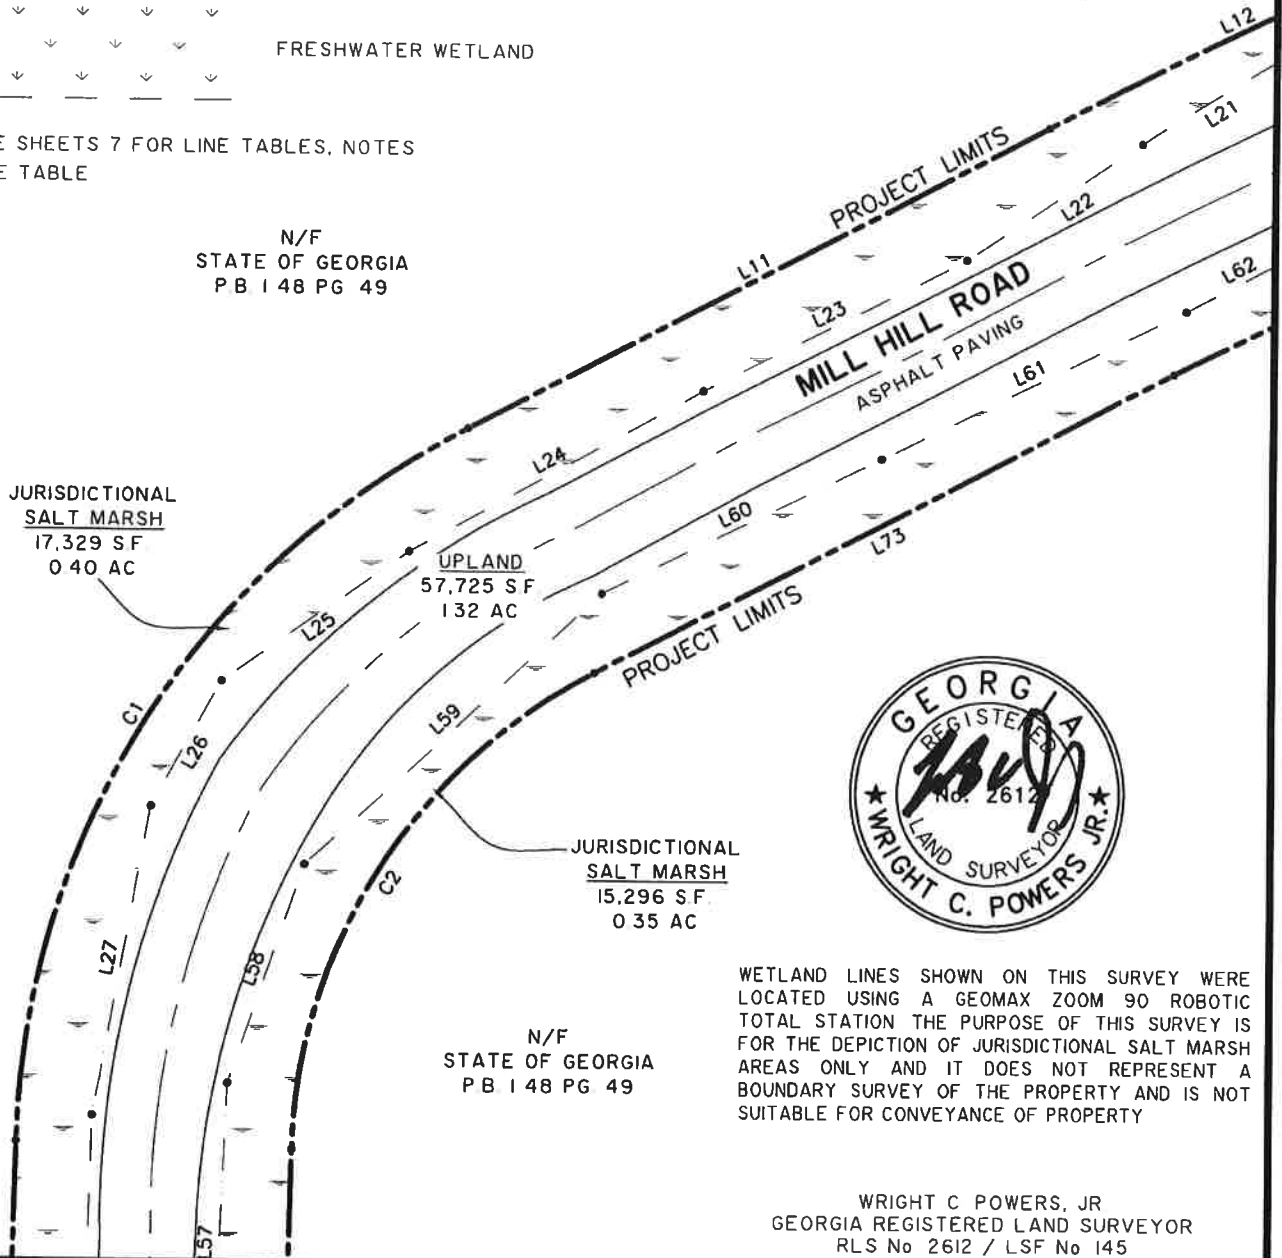 FRESHWATER WETLAND
E SHEETS 7 FOR LINE TABLES, NOTES
E TABLE
N/F
STATE OF GEORGIA
P.B. 1 48 PG 49
L12
L21
PROJECT LIMITS
L22
L11
L62
L23
MILL HILL ROAD
ASPHALT PAVING
L61
L24
JURISDICTIONAL
SALT MARSH
17,329 S.F.
0.40 AC
L60
L73
UPLAND
57,725 S.F
1.32 AC
L25
PROJECT LIMITS
C1
L59
L26
GEORGIA
REGISTERED
No. 2612
LAND SURVEYOR
WRIGHT C. POWERS JR.
JURISDICTIONAL
SALT MARSH
15,296 S.F.
0.35 AC
C2
L27
L58
WETLAND LINES SHOWN ON THIS SURVEY WERE
LOCATED USING A GEOMAX ZOOM 90 ROBOTIC
TOTAL STATION THE PURPOSE OF THIS SURVEY IS
FOR THE DEPICTION OF JURISDICTIONAL SALT MARSH
AREAS ONLY AND IT DOES NOT REPRESENT A
BOUNDARY SURVEY OF THE PROPERTY AND IS NOT
SUITABLE FOR CONVEYANCE OF PROPERTY
N/F
STATE OF GEORGIA
P.B. 1 48 PG. 49
L57
WRIGHT C POWERS, JR
GEORGIA REGISTERED LAND SURVEYOR
RLS No 2612 / LSF No 145